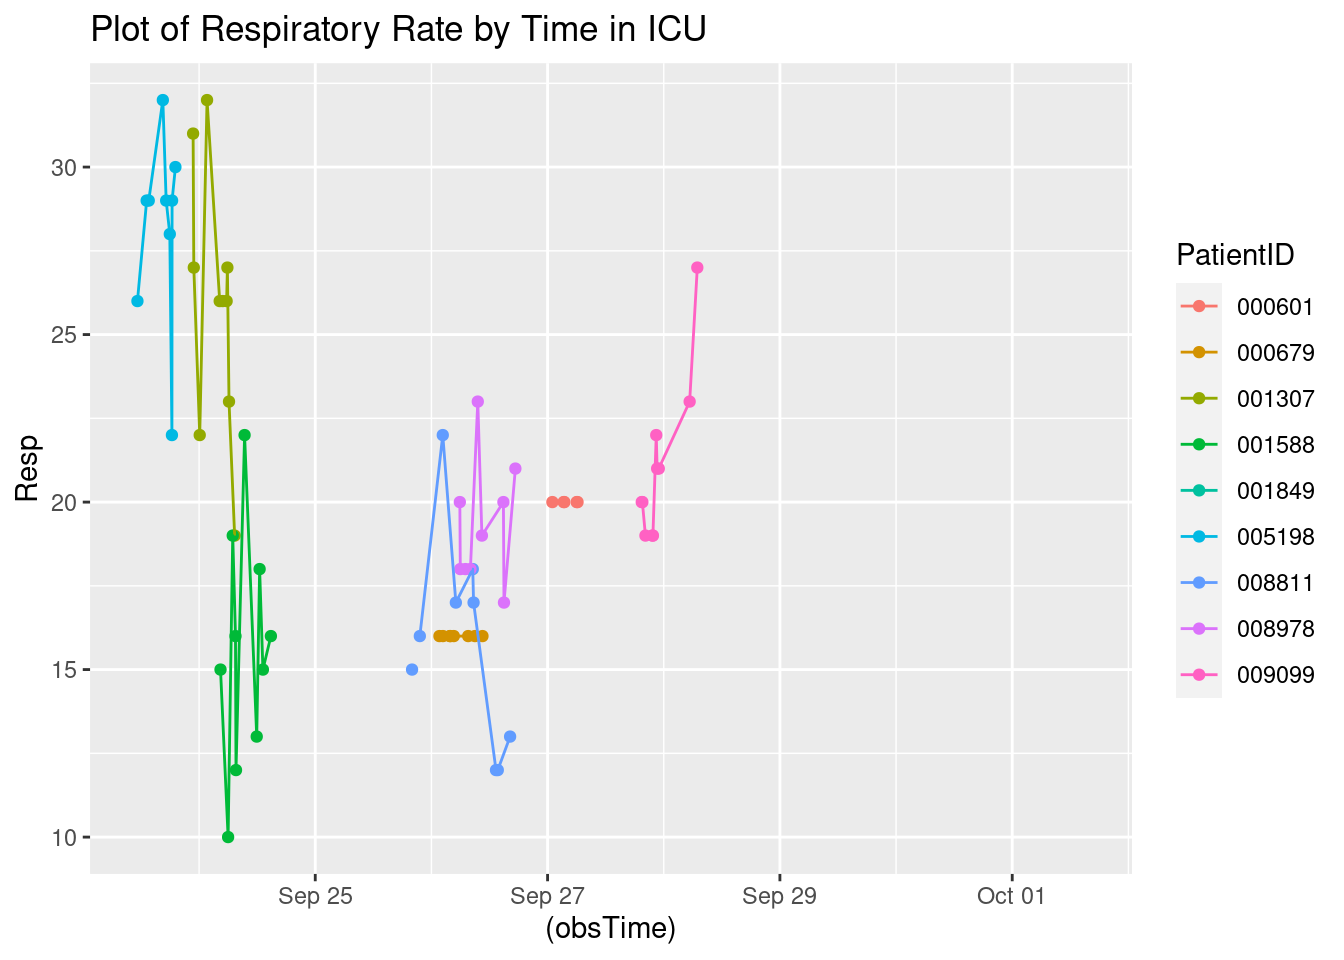 Plot of Respiratory Rate by Time in ICU
Resp
30
25
20
15
10
Sep 25
Sep 27
Sep 29
Oct 01
(obsTime)
PatientID
000601
000679
001307
001588
001849
005198
008811
008978
009099